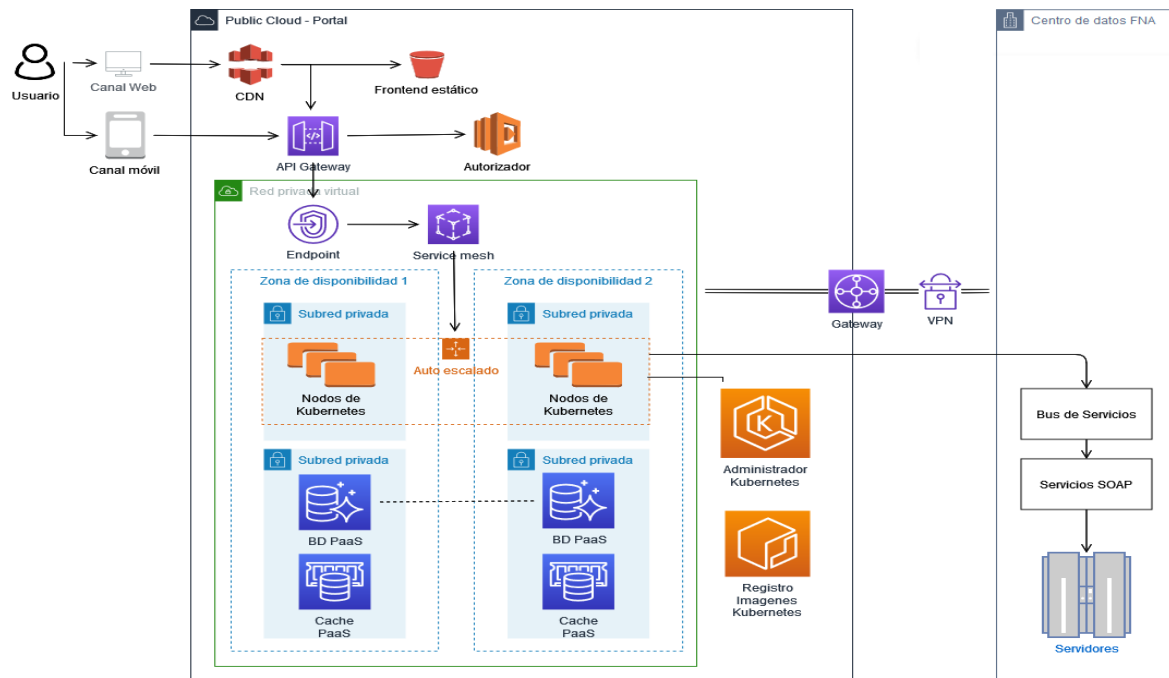 Public Cloud - Portal
Centro de datos FNA
Usuario
Canal Web
CDN
Frontend estático
Canal móvil
API Gateway
Autorizador
Red privada virtual
Endpoint
Service mesh
Zona de disponibilidad 1
Zona de disponibilidad 2
Subred privada
Subred privada
Gateway
VPN
Auto escalado
Nodos de
Kubernetes
Nodos de
Kubernetes
Bus de Servicios
Administrador
Kubernetes
Subred privada
Subred privada
Servicios SOAP
BD PaaS
BD PaaS
Registro
Imagenes
Kubernetes
Cache
PaaS
Cache
PaaS
Servidores